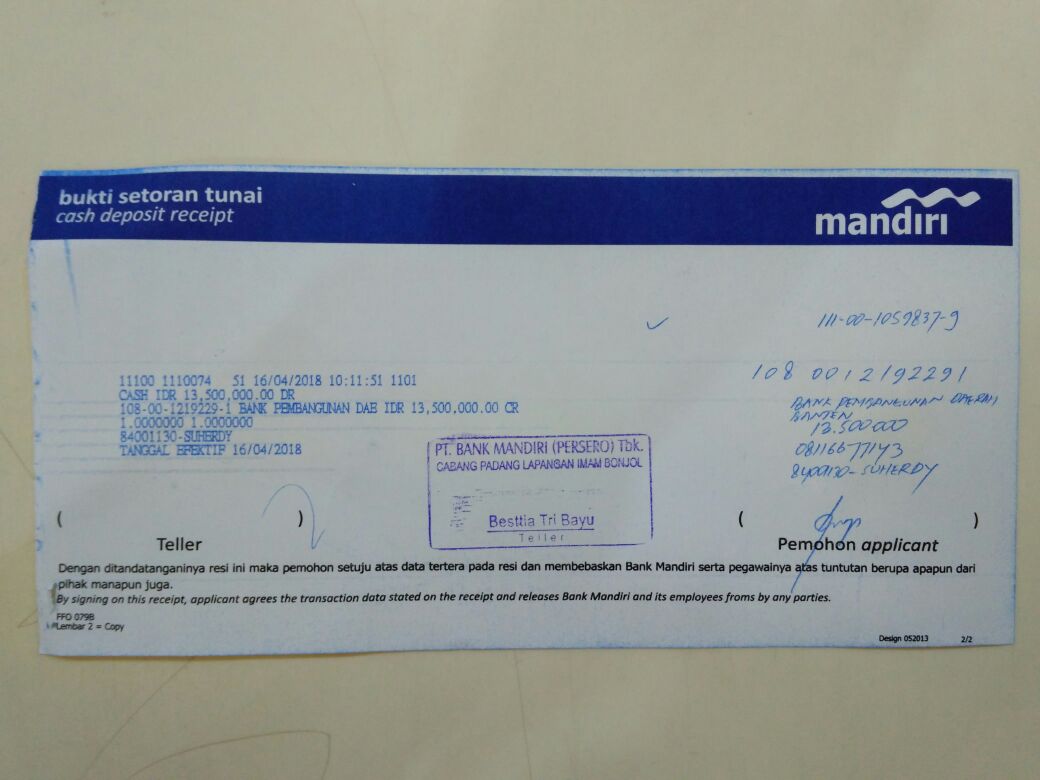 bukti setoran tunai
cash deposit receipt
mandiri
111-00-1059837-9
108 0012192291
BANK PEMBANGUNAN DAERAH
BANTEN
13.500.000
08116677143
84001130-SUHERDY
11100 1110074 51 16/04/2018 10:11:51 1101
CASH IDR 13,500,000.00 DR
108-00-1219229-1 BANK PEMBANGUNAN DAE IDR 13,500,000.00 CR
1.0000000 1.0000000
84001130-SUHERDY
TANGGAL EFEKTIF 16/04/2018
PT. BANK MANDIRI (PERSERO) Tbk.
CABANG PADANG LAPANGAN IMAM BONJOL
Besttia Tri Bayu
Teller
( )
Teller
( )
Pemohon applicant
Dengan ditandatanganinya resi ini maka pemohon setuju atas data tertera pada resi dan membebaskan Bank Mandiri serta pegawainya atas tuntutan berupa apapun dari
pihak manapun juga.
By signing on this receipt, applicant agrees the transaction data stated on the receipt and releases Bank Mandiri and its employees froms by any parties.
FFO 079B
Lembar 2 = Copy
Design 052013 2/2